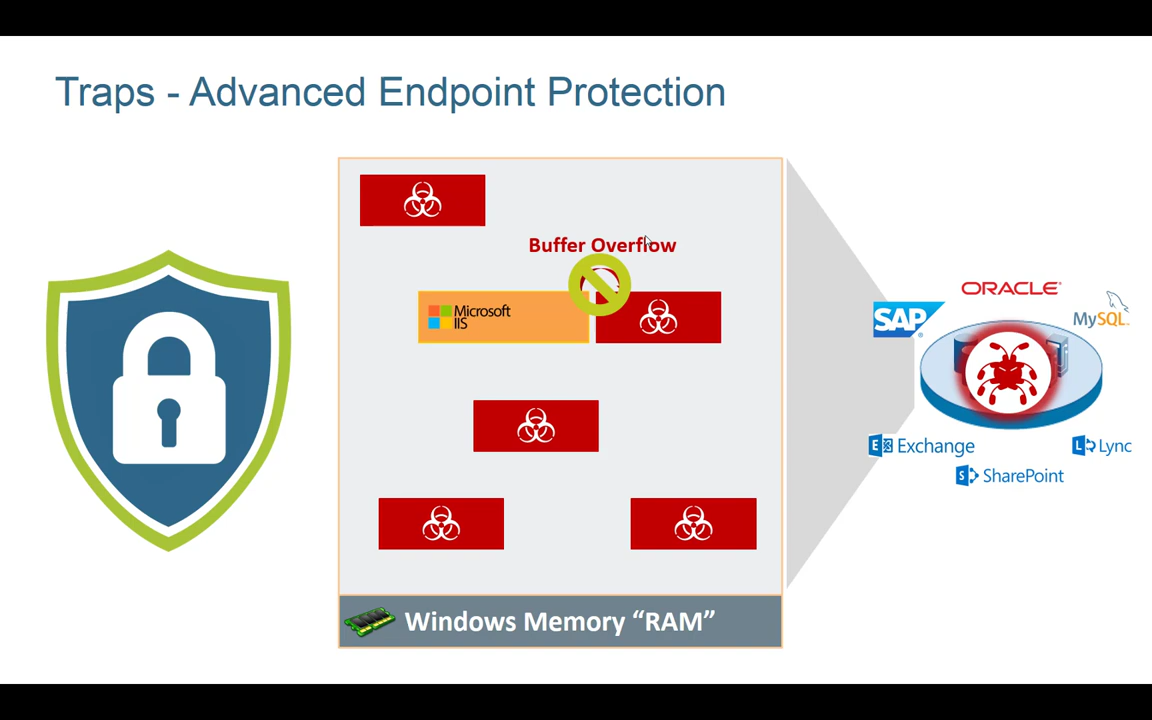 Traps - Advanced Endpoint Protection
Buffer Overflow
Microsoft
IIS
Windows Memory “RAM”
ORACLE
SAP
MySQL
Exchange
Lync
SharePoint